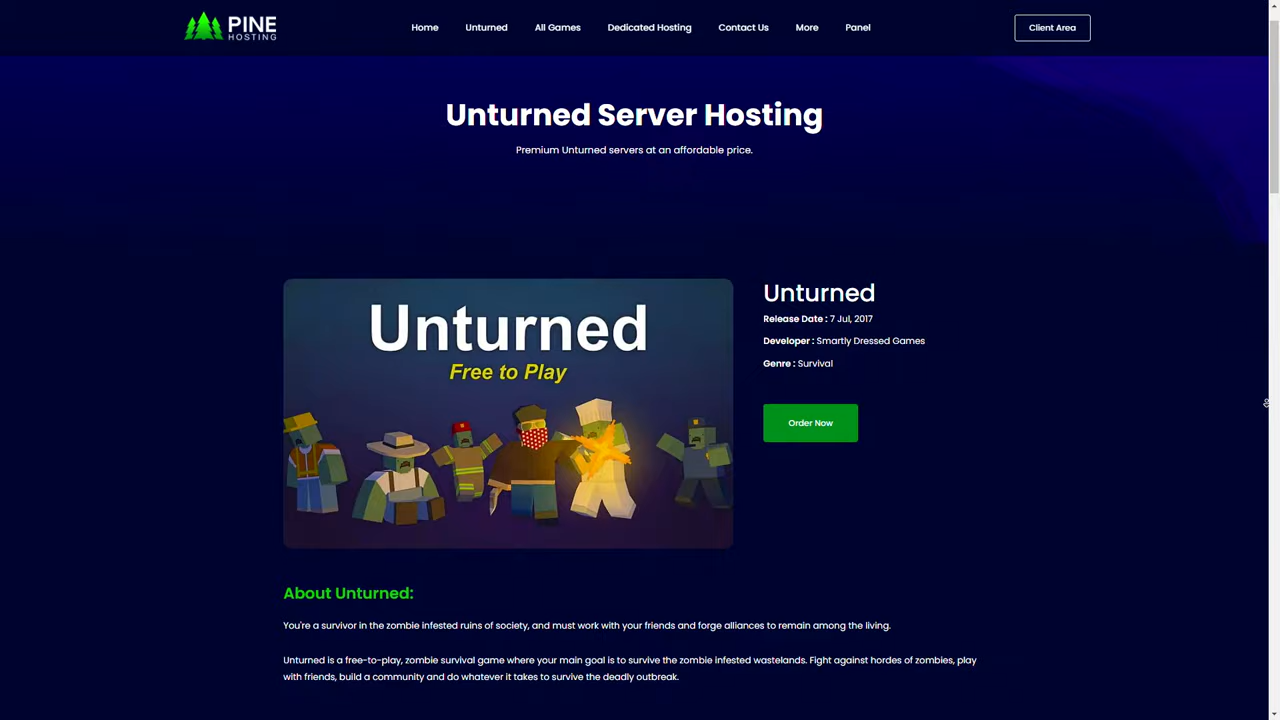 PINE
HOSTING
Home
Unturned
All Games
Dedicated Hosting
Contact Us
More
Panel
Client Area
Unturned Server Hosting
Premium Unturned servers at an affordable price.
Unturned
Free to Play
Unturned
Release Date : 7 Jul, 2017
Developer : Smartly Dressed Games
Genre : Survival
Order Now
About Unturned:
You're a survivor in the zombie infested ruins of society, and must work with your friends and forge alliances to remain among the living.
Unturned is a free-to-play, zombie survival game where your main goal is to survive the zombie infested wastelands. Fight against hordes of zombies, play
with friends, build a community and do whatever it takes to survive the deadly outbreak.